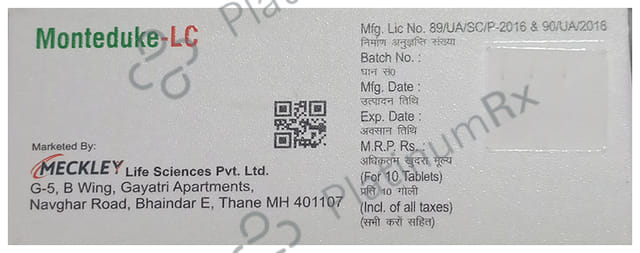 Monteduke-LC
Marketed By:
MECKLEY Life Sciences Pvt. Ltd.
G-5, B Wing, Gayatri Apartments,
Navghar Road, Bhaindar E, Thane MH 401107
Mfg. Lic No. 89/UA/SC/P-2016 & 90/UA/2016
निर्माण अनुज्ञप्ति संख्या
Batch No. :
घान स०
Mfg. Date :
उत्पादन तिथि
Exp. Date :
अवसान तिथि
M.R.P. Rs. :
अधिकतम खुदरा मूल्य
(For 10 Tablets)
प्रति 10 गोली
(Incl. of all taxes)
(सभी करों सहित)
PlatinumRx